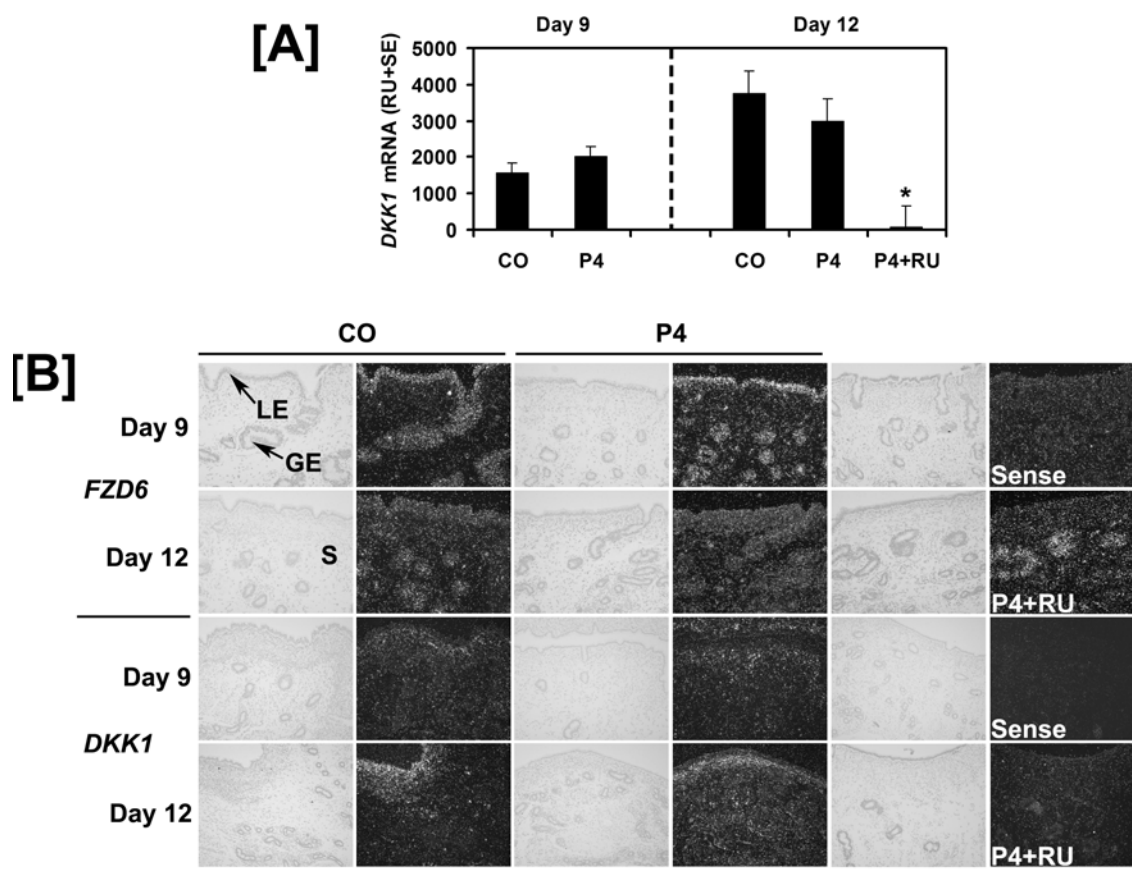 [A]
Day 9
Day 12
DKK1 mRNA (RU+SE)
5000
4000
3000
2000
1000
0
CO
P4
CO
P4
P4+RU
*
[B]
CO
P4
Day 9
LE
GE
Sense
FZD6
Day 12
S
P4+RU
Day 9
Sense
DKK1
Day 12
P4+RU